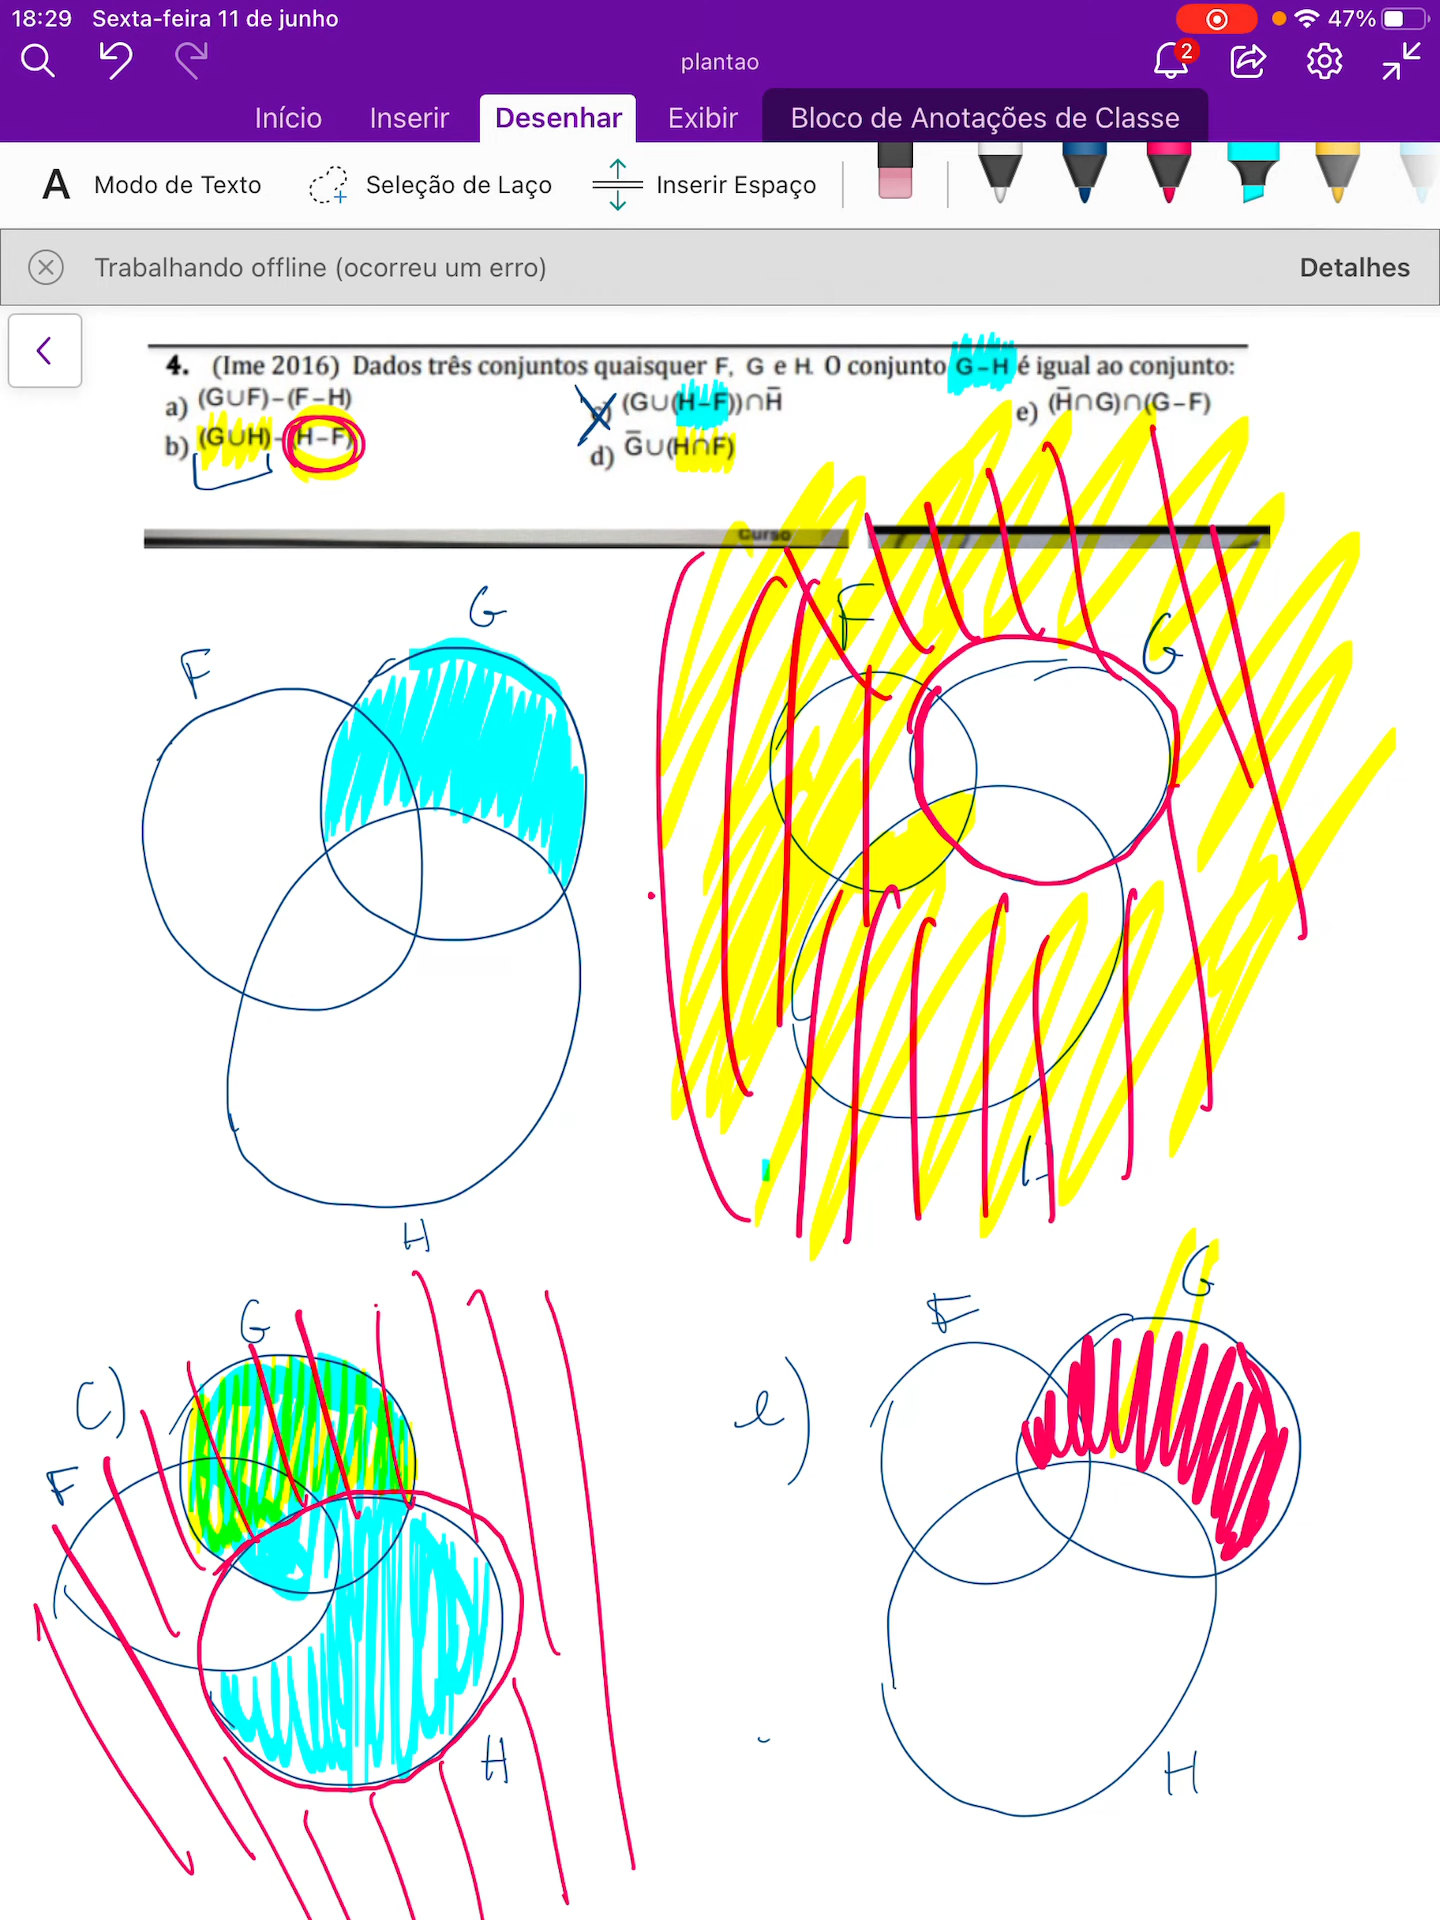 18:29 Sexta-feira 11 de junho 47%
plantao
2
Início Inserir Desenhar Exibir Bloco de Anotações de Classe
A Modo de Texto Seleção de Laço Inserir Espaço
Trabalhando offline (ocorreu um erro) Detalhes
4. (Ime 2016) Dados três conjuntos quaisquer F, G e H. O conjunto G-H é igual ao conjunto:
a) (G∪F)-(F-H)
b) (G∪H)-(H-F)
c) (G∪(H-F))∩H̅
d) G̅∪(H∩F)
e) (H̅∩G)∩(G-F)
Curso
F G
H
F G
C) G
F
H
e) F G
H